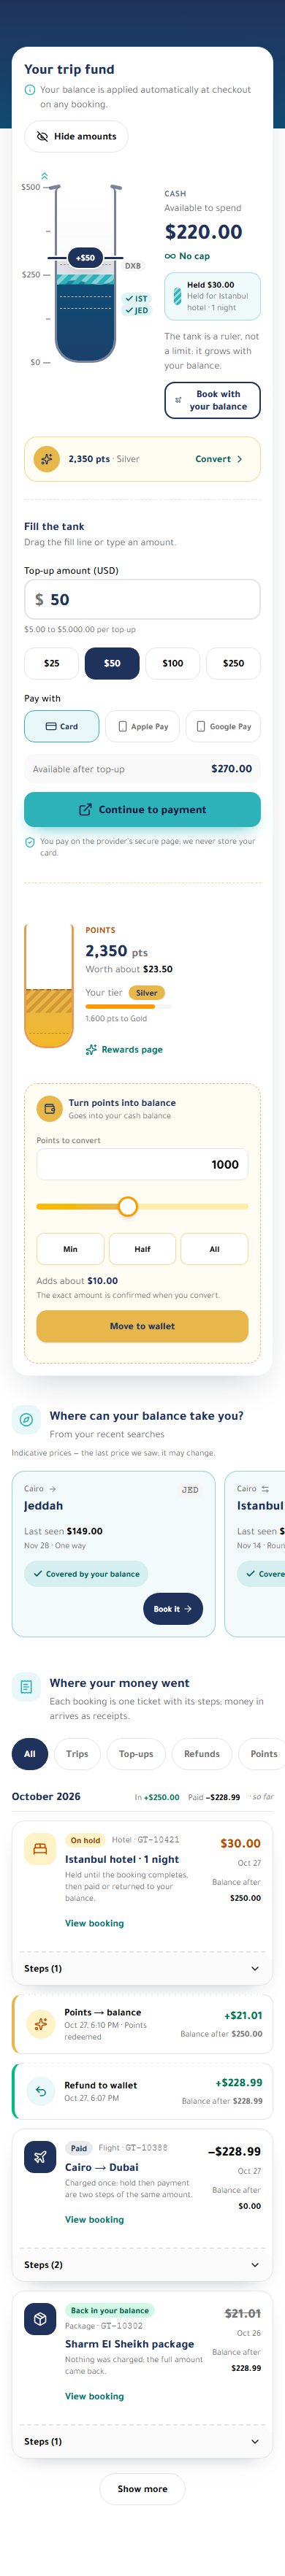 Your trip fund
Your balance is applied automatically at checkout
on any booking.
Hide amounts
$500
$250
$0
+$50
DXB
IST
JED
CASH
Available to spend
$220.00
No cap
Held $30.00
Held for Istanbul
hotel · 1 night
The tank is a ruler, not
a limit: it grows with
your balance.
Book with
your balance
2,350 pts · Silver
Convert
Fill the tank
Drag the fill line or type an amount.
Top-up amount (USD)
$ 50
$5.00 to $5,000.00 per top-up
$25
$50
$100
$250
Pay with
Card
Apple Pay
Google Pay
Available after top-up
$270.00
Continue to payment
You pay on the provider's secure page; we never store your
card.
POINTS
2,350 pts
Worth about $23.50
Your tier Silver
1,600 pts to Gold
Rewards page
Turn points into balance
Goes into your cash balance
Points to convert
1000
Min
Half
All
Adds about $10.00
The exact amount is confirmed when you convert.
Move to wallet
Where can your balance take you?
From your recent searches
Indicative prices — the last price we saw; it may change.
Cairo →
JED
Jeddah
Last seen $149.00
Nov 28 · One way
Covered by your balance
Book it →
Cairo ⇆
Istanbul
Last seen $
Nov 14 · Roun
Covere
Where your money went
Each booking is one ticket with its steps; money in
arrives as receipts.
All
Trips
Top-ups
Refunds
Points
October 2026
In +$250.00 Paid −$228.99 · so far
On hold Hotel · GT-10421
$30.00
Istanbul hotel · 1 night
Oct 27
Held until the booking completes,
then paid or returned to your
balance.
Balance after
$250.00
View booking
Steps (1)
Points → balance
+$21.01
Oct 27, 6:10 PM · Points
redeemed
Balance after $250.00
Refund to wallet
+$228.99
Oct 27, 6:07 PM
Balance after $228.99
Paid Flight · GT-10388
−$228.99
Cairo → Dubai
Oct 27
Charged once: hold then payment
are two steps of the same amount.
Balance after
$0.00
View booking
Steps (2)
Back in your balance
$21.01
Package · GT-10302
Oct 26
Sharm El Sheikh package
Balance after
Nothing was charged; the full amount
came back.
$228.99
View booking
Steps (1)
Show more